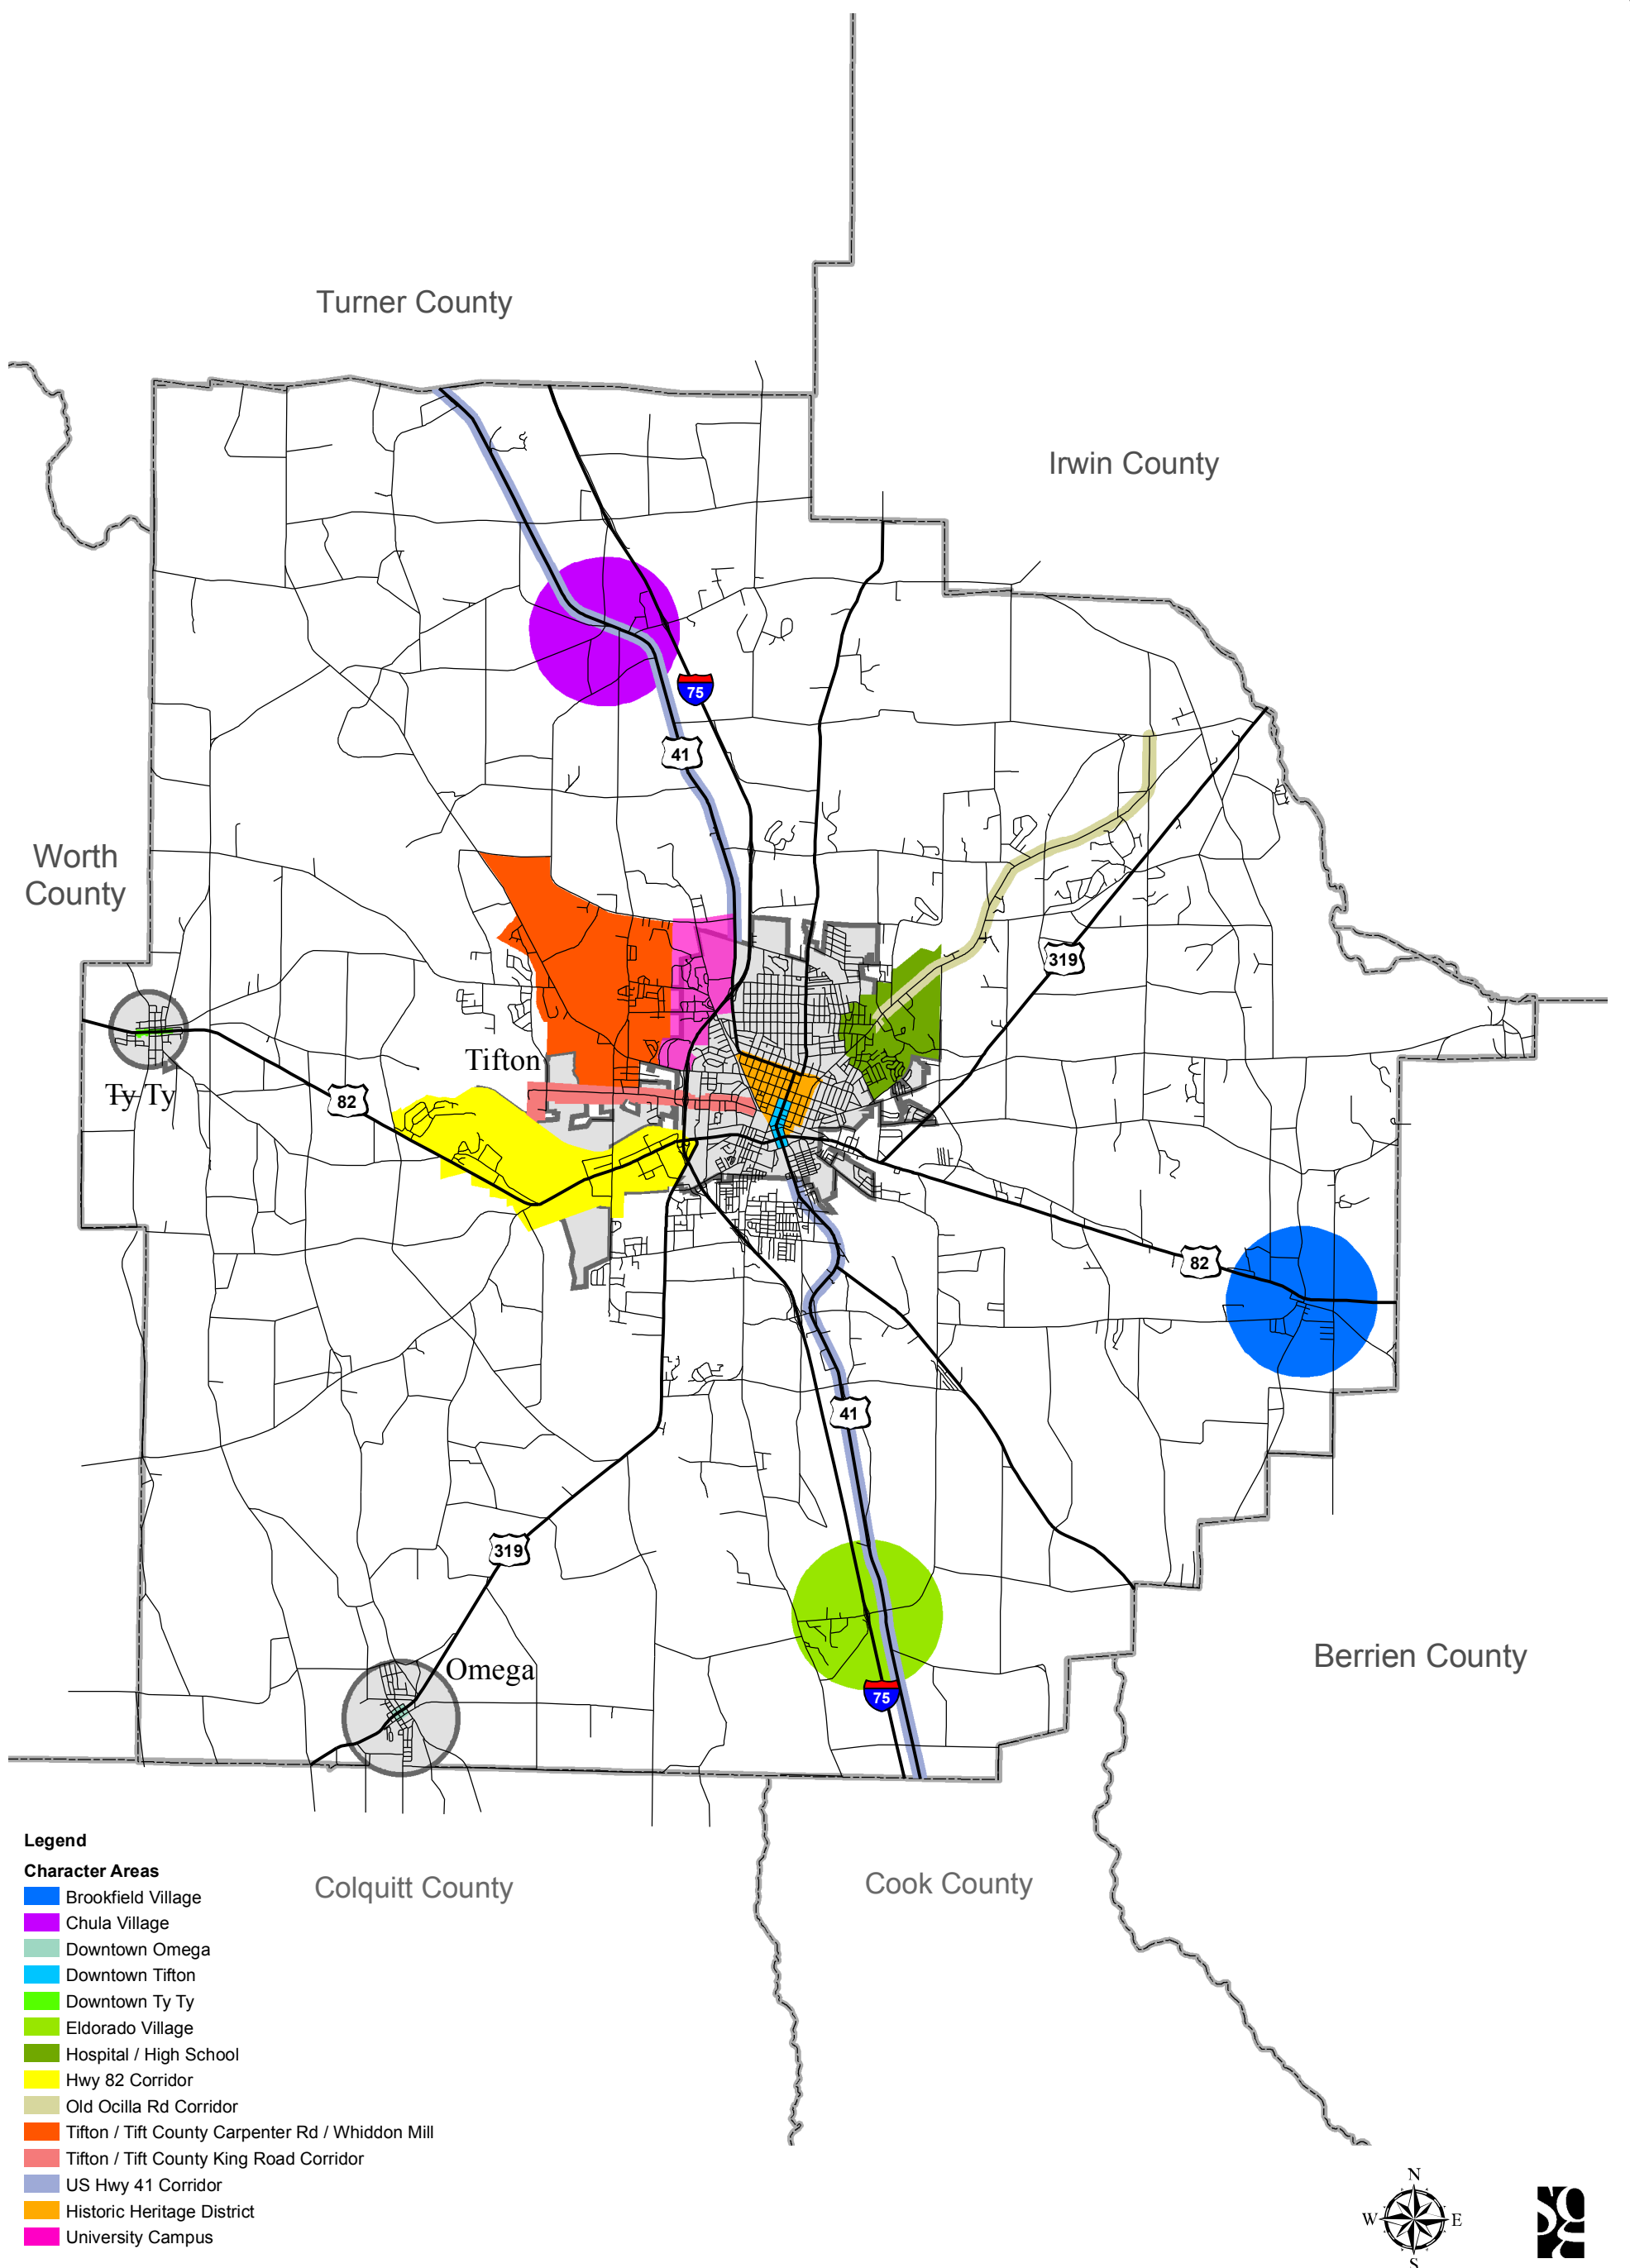 Turner County
Irwin County
75
41
Worth
County
319
Tifton
Ty Ty
82
82
41
319
Omega
75
Berrien County
Legend
Character Areas
Colquitt County
Cook County
Brookfield Village
Chula Village
Downtown Omega
Downtown Tifton
Downtown Ty Ty
Eldorado Village
Hospital / High School
Hwy 82 Corridor
Old Ocilla Rd Corridor
Tifton / Tift County Carpenter Rd / Whiddon Mill
Tifton / Tift County King Road Corridor
US Hwy 41 Corridor
Historic Heritage District
University Campus
N
W E
S